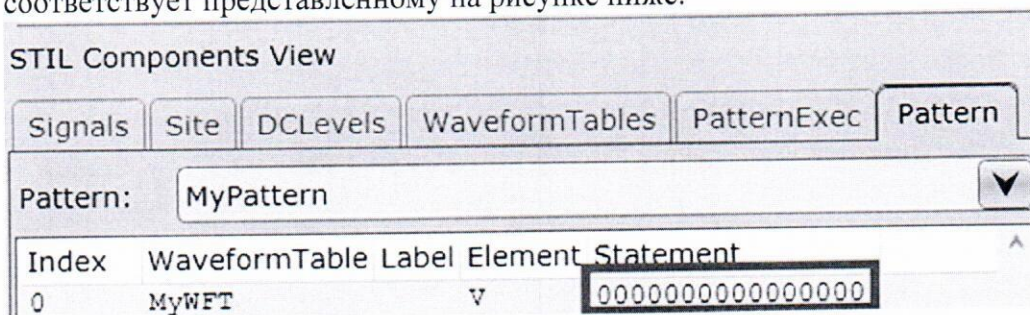 соответствует представленному на рисунке ниже.
STIL Components View
Signals Site DCLevels WaveformTables PatternExec Pattern
Pattern: MyPattern
Index WaveformTable Label Element Statement
0 MyWFT V 0000000000000000